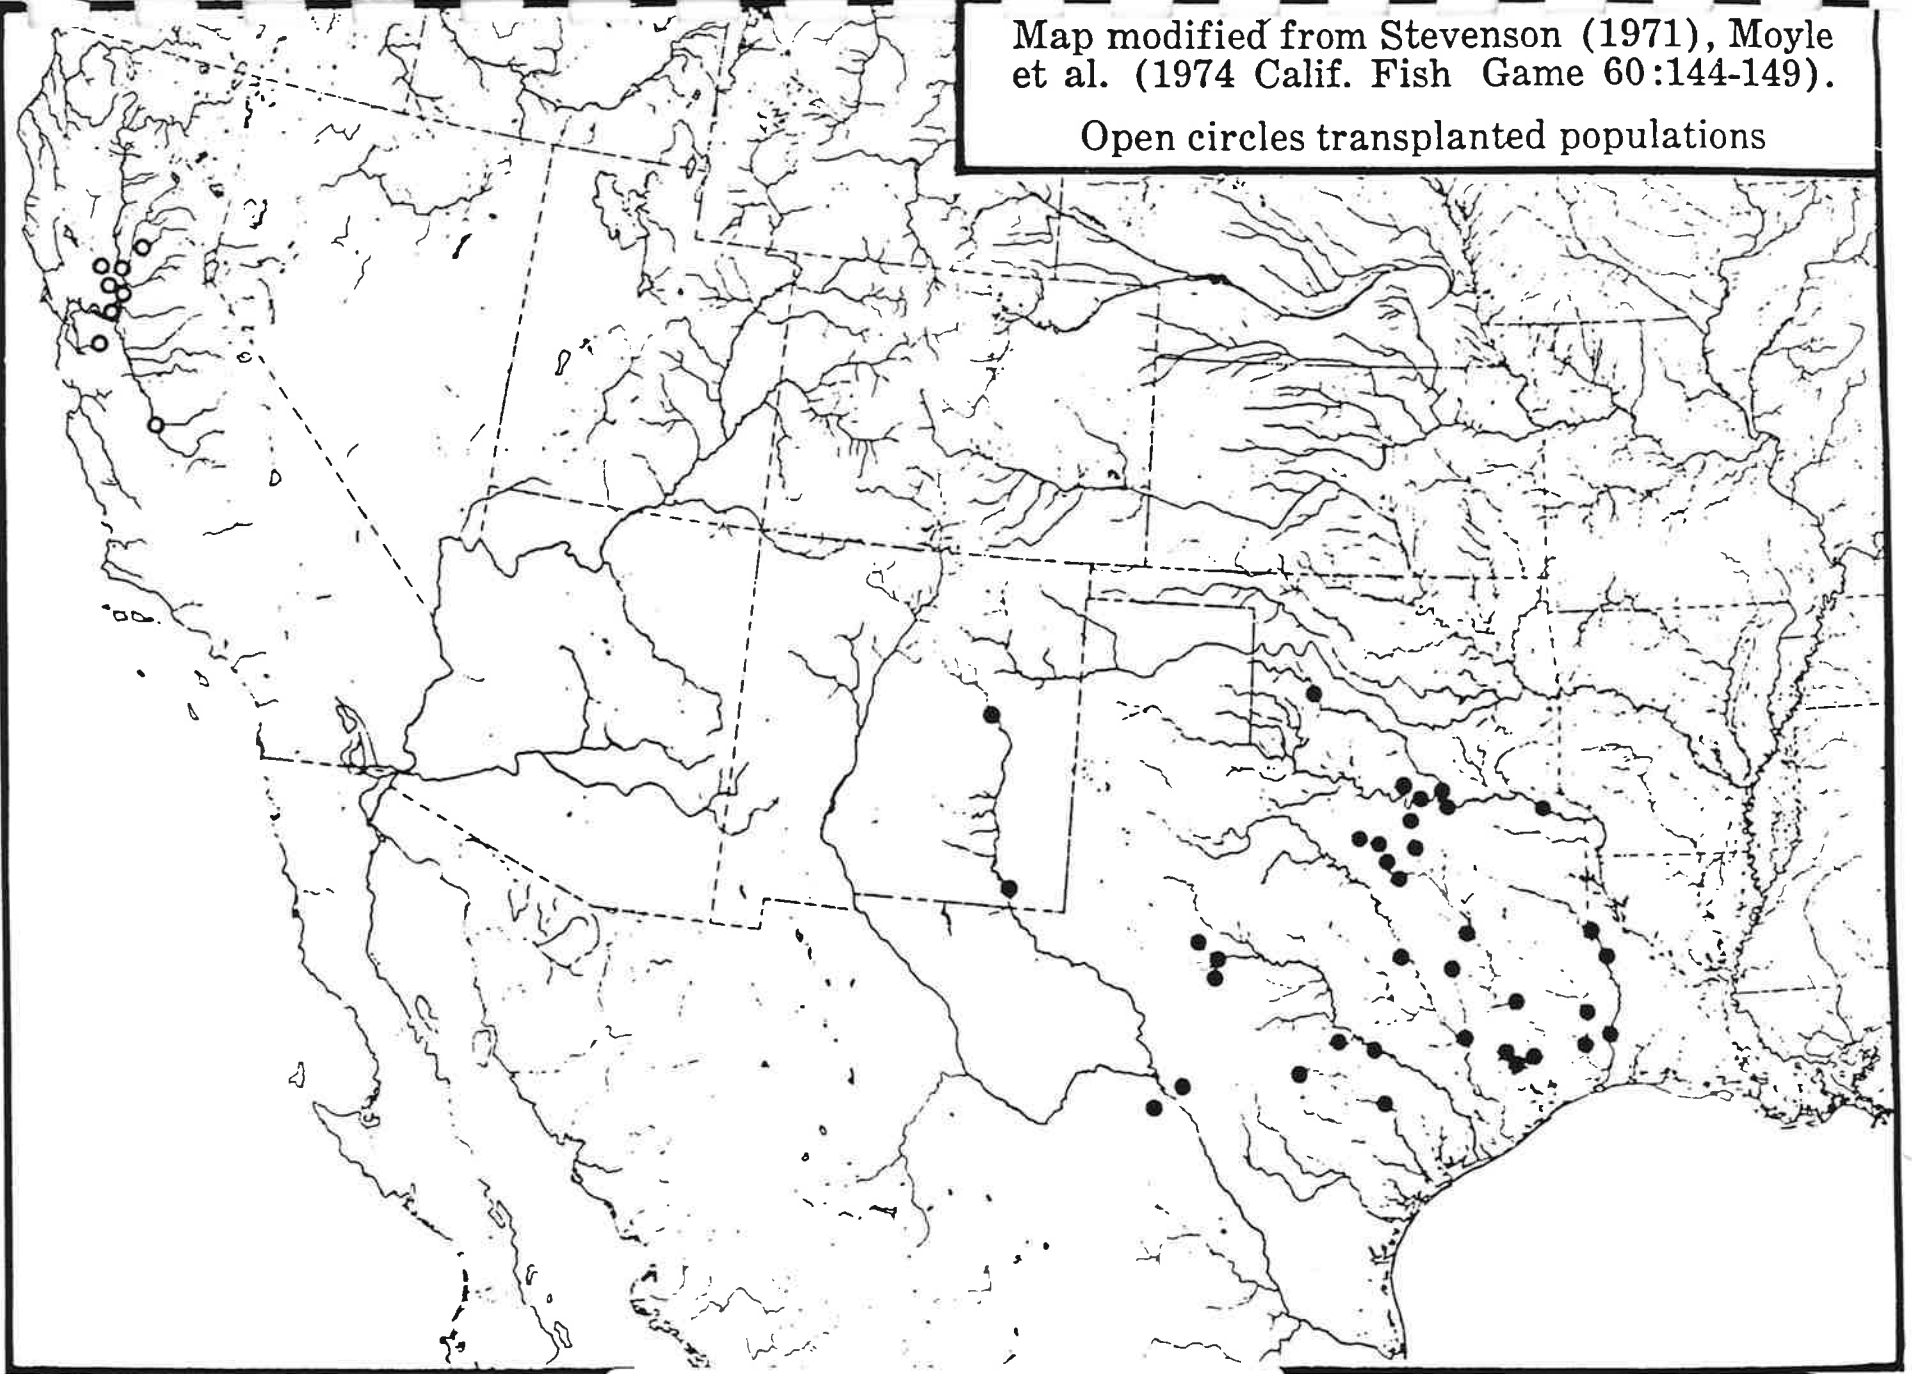 Map modified from Stevenson (1971), Moyle
et al. (1974 Calif. Fish Game 60:144-149).
Open circles transplanted populations